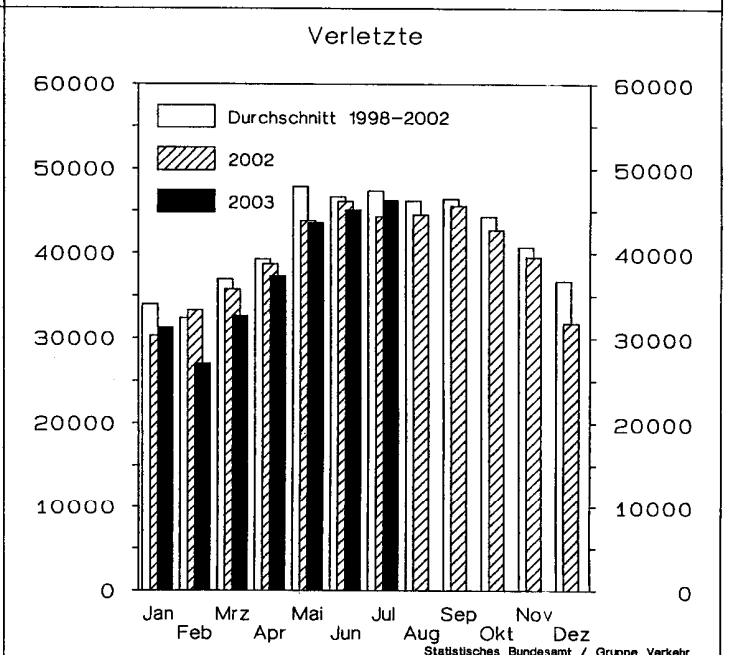 Verletzte
60000 60000
Durchschnitt 1998-2002
50000 50000
2002
2003
40000 40000
30000 30000
20000 20000
10000 10000
0 0
Jan Mrz Mai Jul Sep Nov
Feb Apr Jun Aug Okt Dez
Statistisches Bundesamt / Gruppe Verkehr